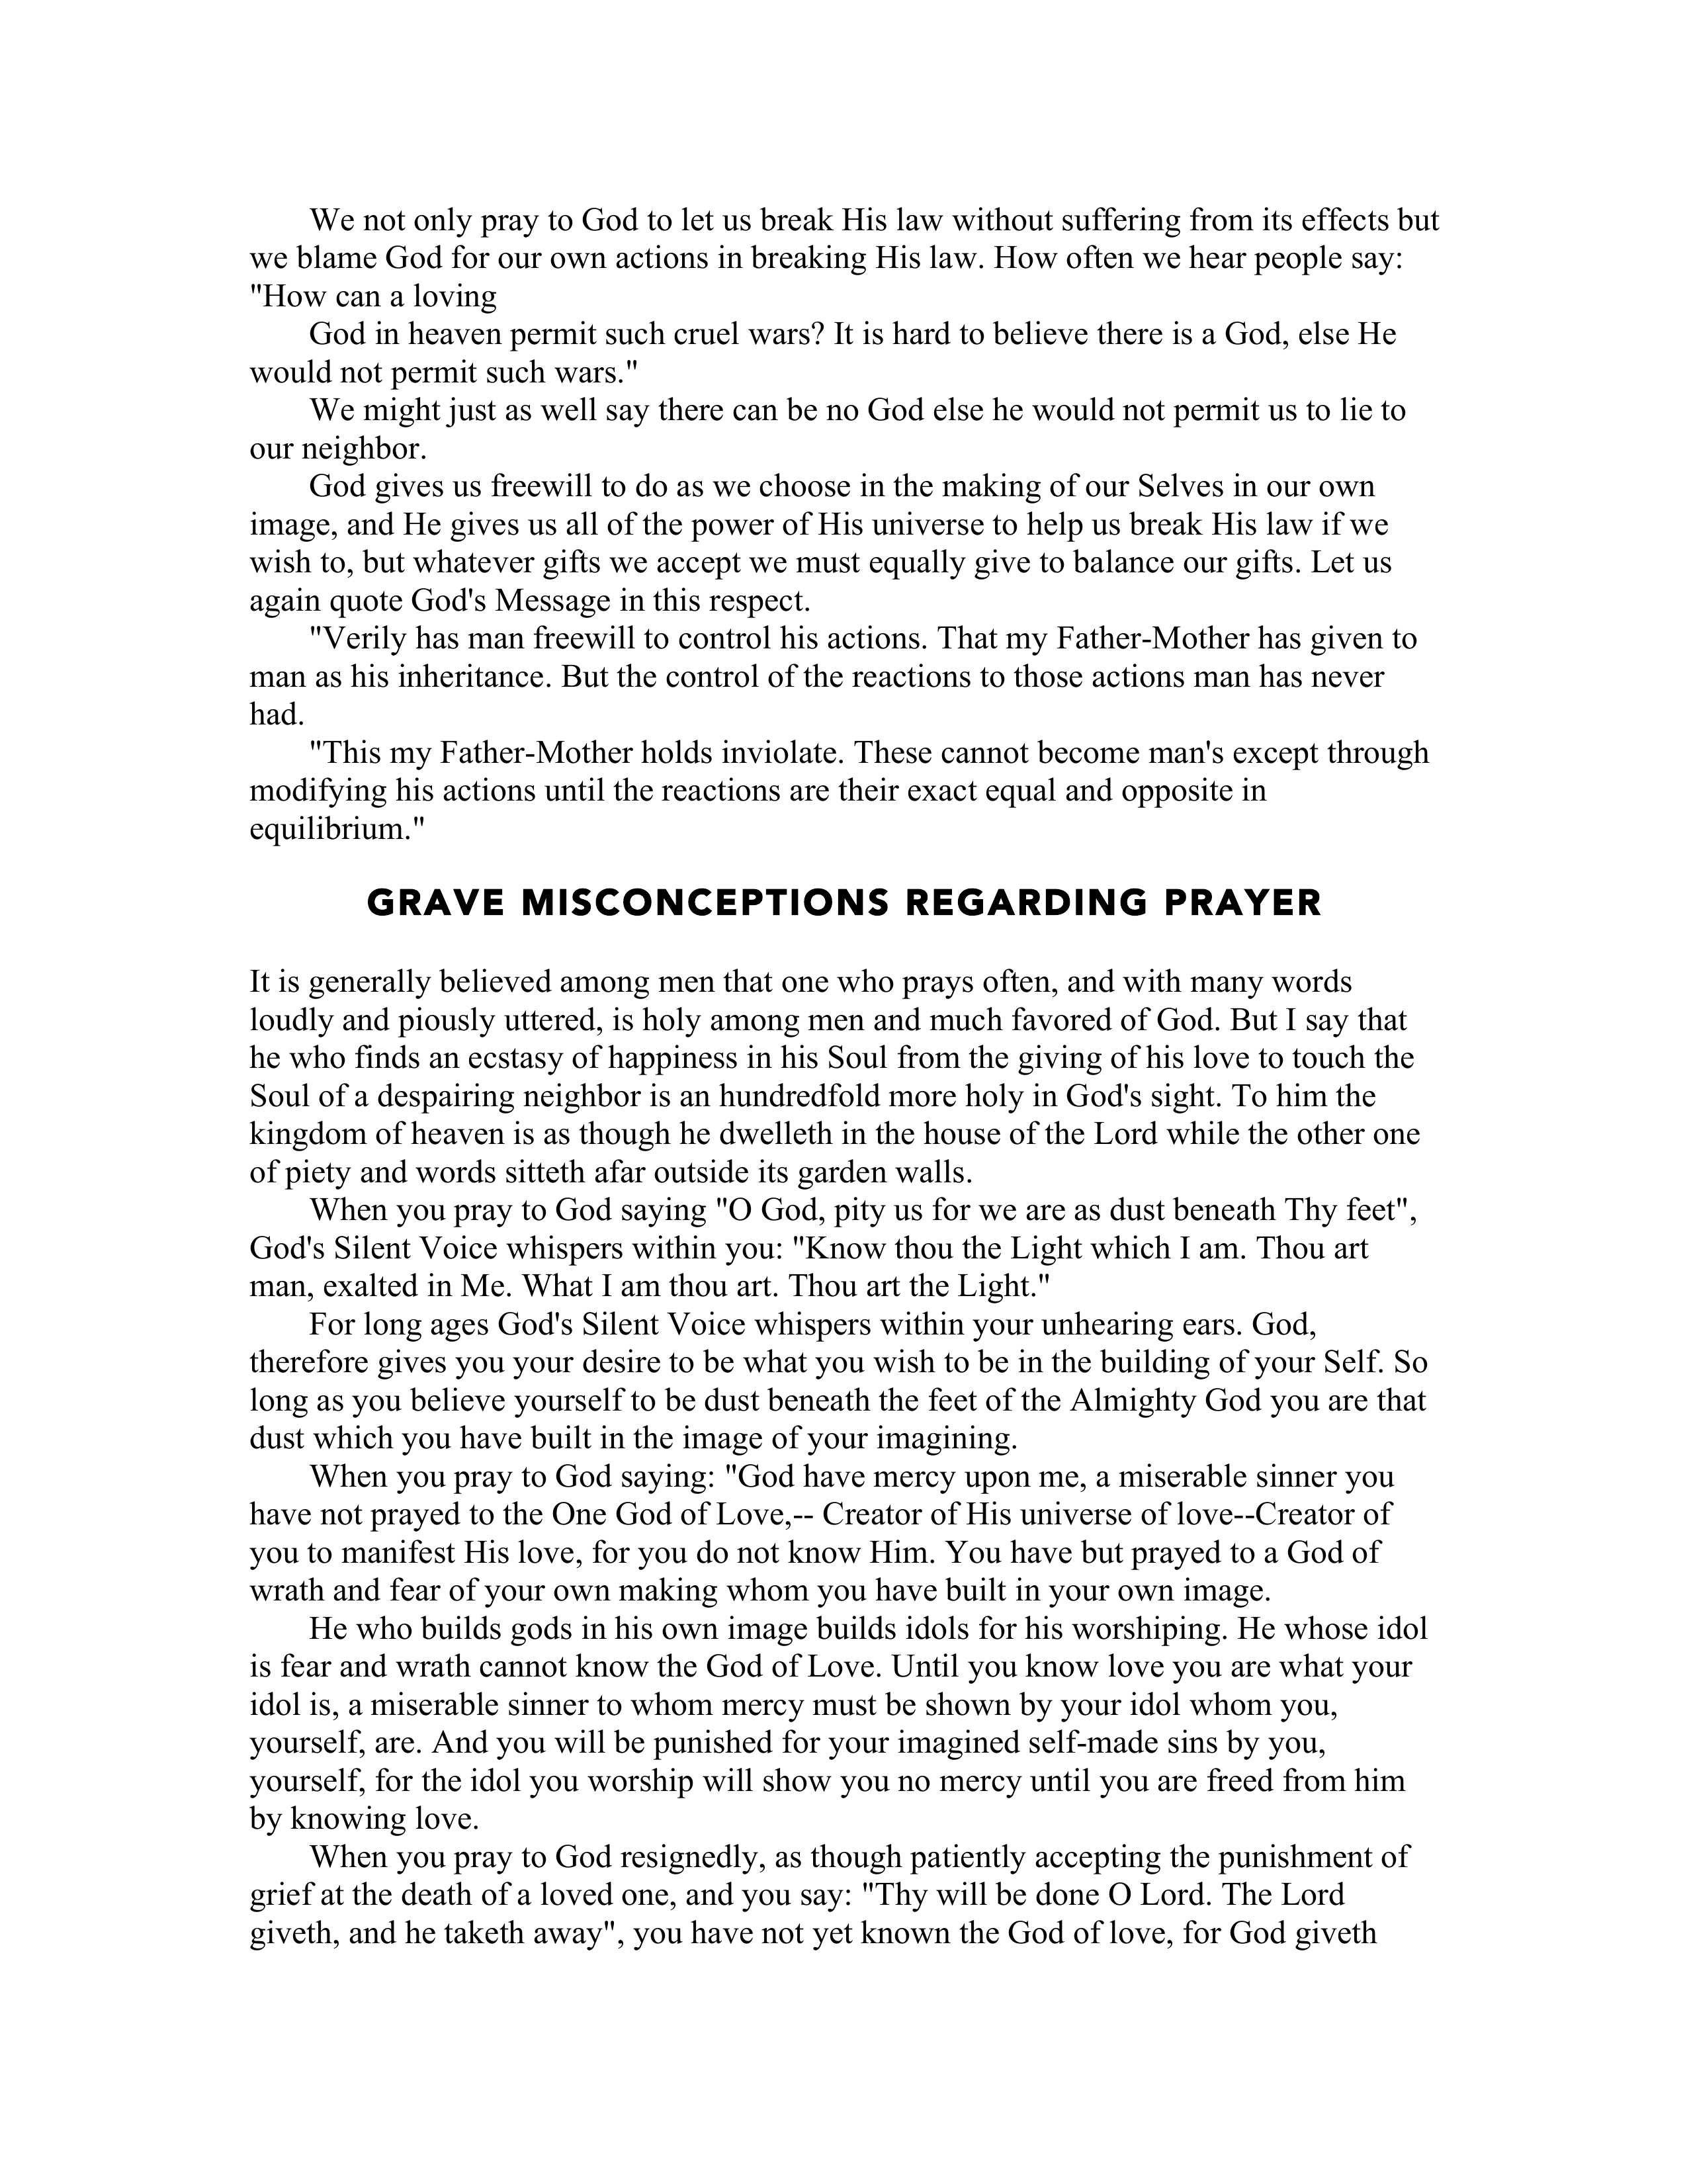 We not only pray to God to let us break His law without suffering from its effects but
we blame God for our own actions in breaking His law. How often we hear people say:
"How can a loving
God in heaven permit such cruel wars? It is hard to believe there is a God, else He
would not permit such wars."
We might just as well say there can be no God else he would not permit us to lie to
our neighbor.
God gives us freewill to do as we choose in the making of our Selves in our own
image, and He gives us all of the power of His universe to help us break His law if we
wish to, but whatever gifts we accept we must equally give to balance our gifts. Let us
again quote God's Message in this respect.
"Verily has man freewill to control his actions. That my Father-Mother has given to
man as his inheritance. But the control of the reactions to those actions man has never
had.
"This my Father-Mother holds inviolate. These cannot become man's except through
modifying his actions until the reactions are their exact equal and opposite in
equilibrium."
GRAVE MISCONCEPTIONS REGARDING PRAYER
It is generally believed among men that one who prays often, and with many words
loudly and piously uttered, is holy among men and much favored of God. But I say that
he who finds an ecstasy of happiness in his Soul from the giving of his love to touch the
Soul of a despairing neighbor is an hundredfold more holy in God's sight. To him the
kingdom of heaven is as though he dwelleth in the house of the Lord while the other one
of piety and words sitteth afar outside its garden walls.
When you pray to God saying "O God, pity us for we are as dust beneath Thy feet",
God's Silent Voice whispers within you: "Know thou the Light which I am. Thou art
man, exalted in Me. What I am thou art. Thou art the Light."
For long ages God's Silent Voice whispers within your unhearing ears. God,
therefore gives you your desire to be what you wish to be in the building of your Self. So
long as you believe yourself to be dust beneath the feet of the Almighty God you are that
dust which you have built in the image of your imagining.
When you pray to God saying: "God have mercy upon me, a miserable sinner you
have not prayed to the One God of Love,-- Creator of His universe of love--Creator of
you to manifest His love, for you do not know Him. You have but prayed to a God of
wrath and fear of your own making whom you have built in your own image.
He who builds gods in his own image builds idols for his worshiping. He whose idol
is fear and wrath cannot know the God of Love. Until you know love you are what your
idol is, a miserable sinner to whom mercy must be shown by your idol whom you,
yourself, are. And you will be punished for your imagined self-made sins by you,
yourself, for the idol you worship will show you no mercy until you are freed from him
by knowing love.
When you pray to God resignedly, as though patiently accepting the punishment of
grief at the death of a loved one, and you say: "Thy will be done O Lord. The Lord
giveth, and he taketh away", you have not yet known the God of love, for God giveth